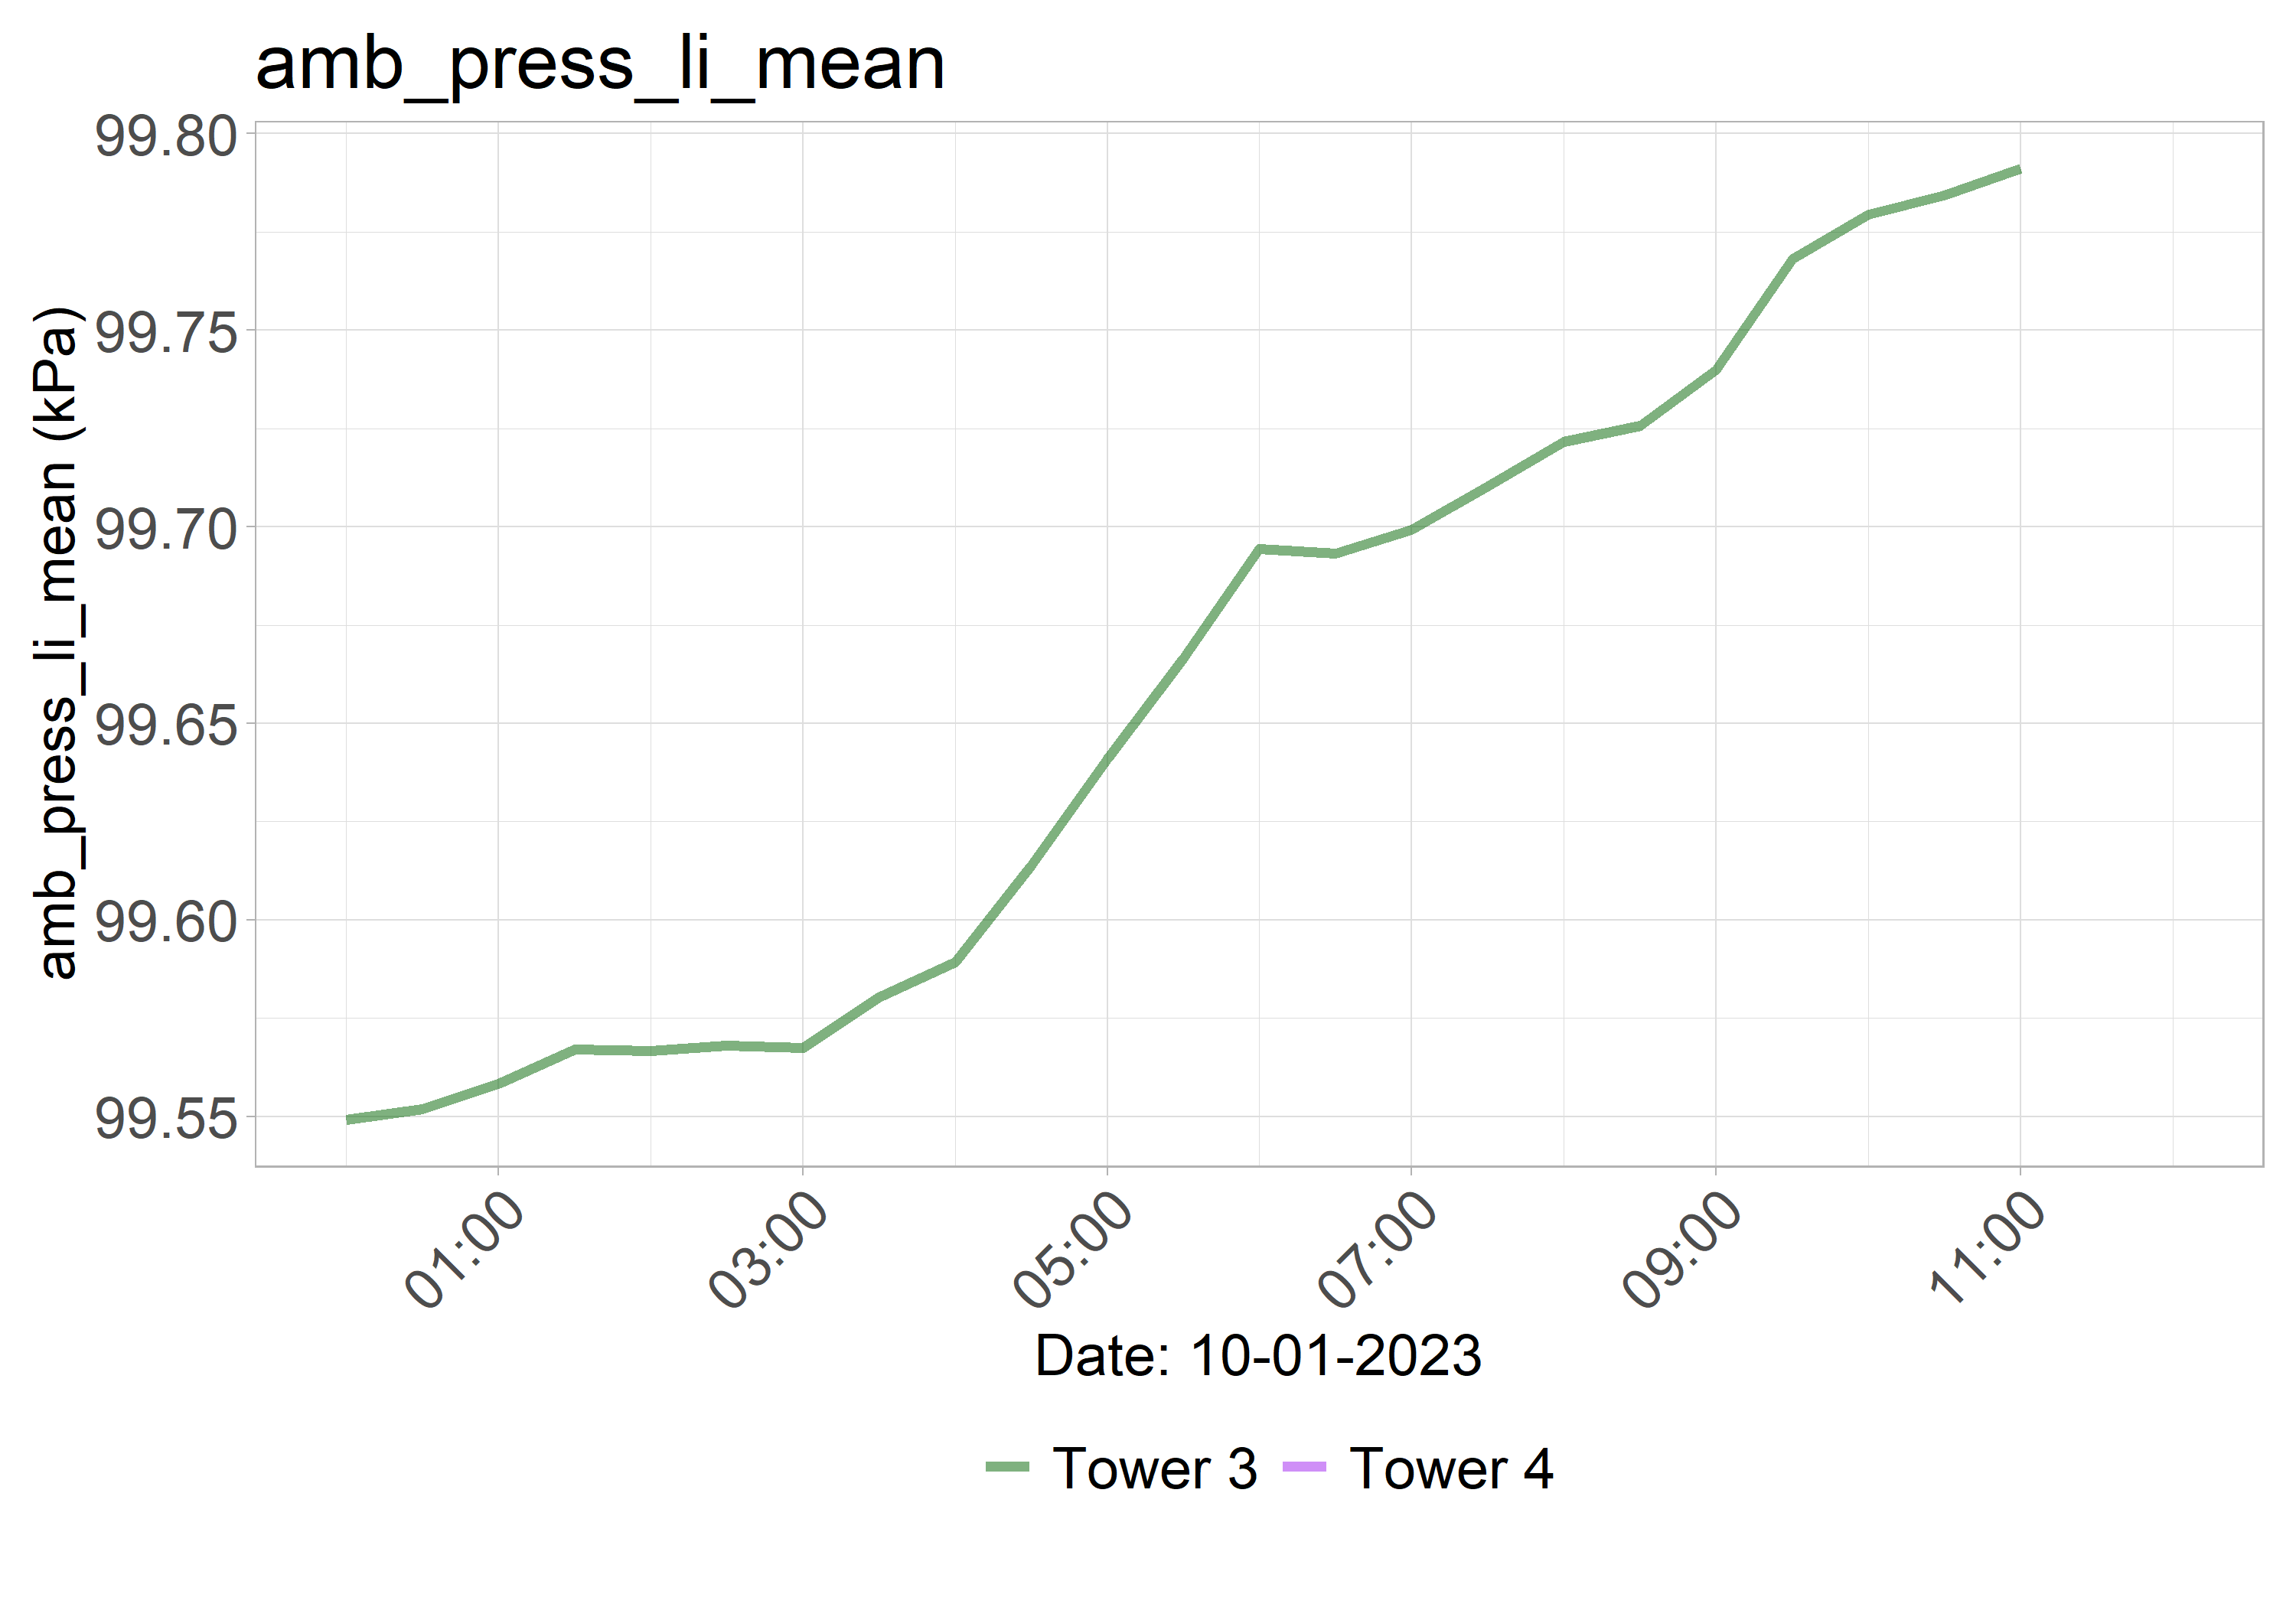 amb_press_li_mean
amb_press_li_mean (kPa)
99.80
99.75
99.70
99.65
99.60
99.55
01:00 03:00 05:00 07:00 09:00 11:00
Date: 10-01-2023
Tower 3 Tower 4